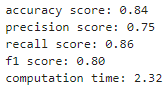 accuracy score: 0.84
precision score: 0.75
recall score: 0.86
f1 score: 0.80
computation time: 2.32